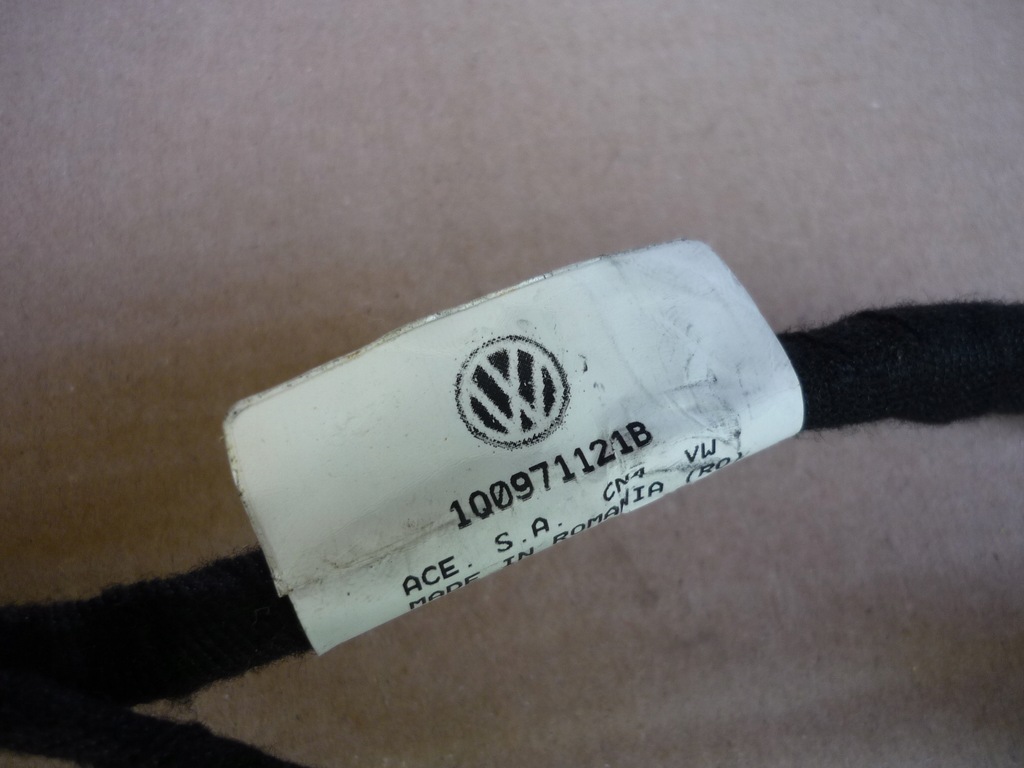 1Q0971121B
ACE. S.A. CN4 VW
MADE IN ROMANIA (RO)